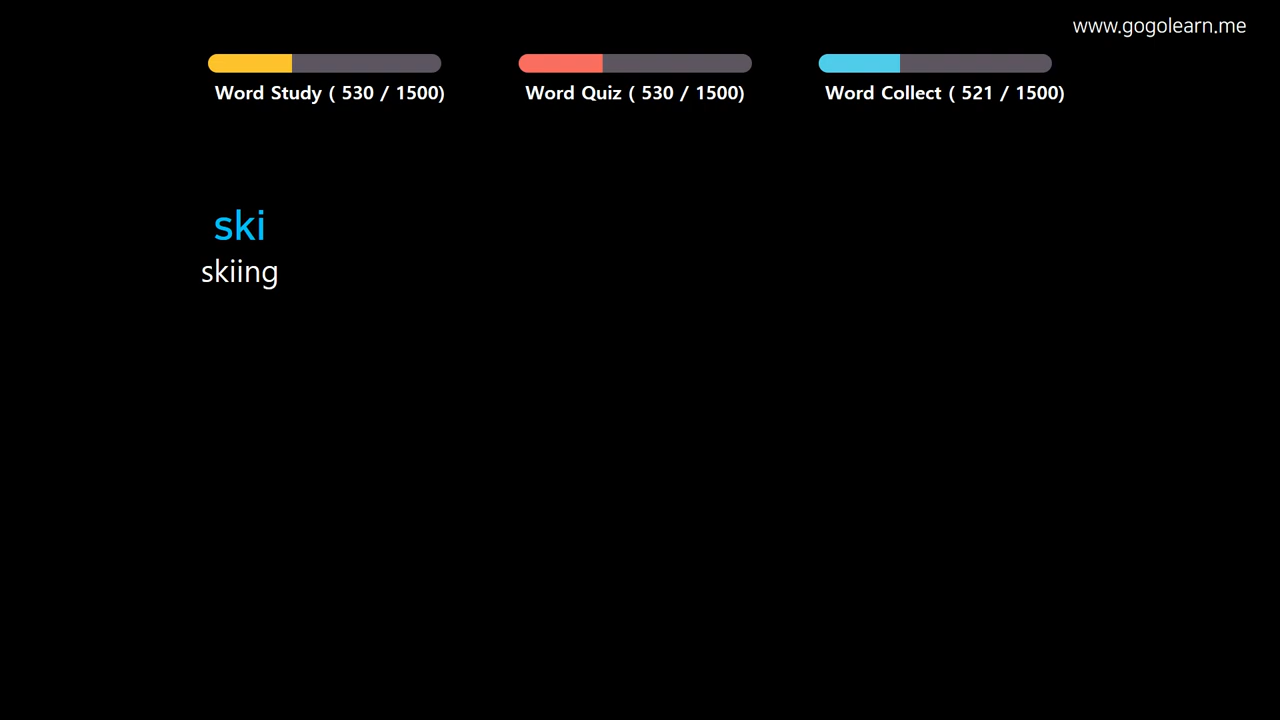 www.gogolearn.me
Word Study ( 530 / 1500)
Word Quiz ( 530 / 1500)
Word Collect ( 521 / 1500)
ski
skiing